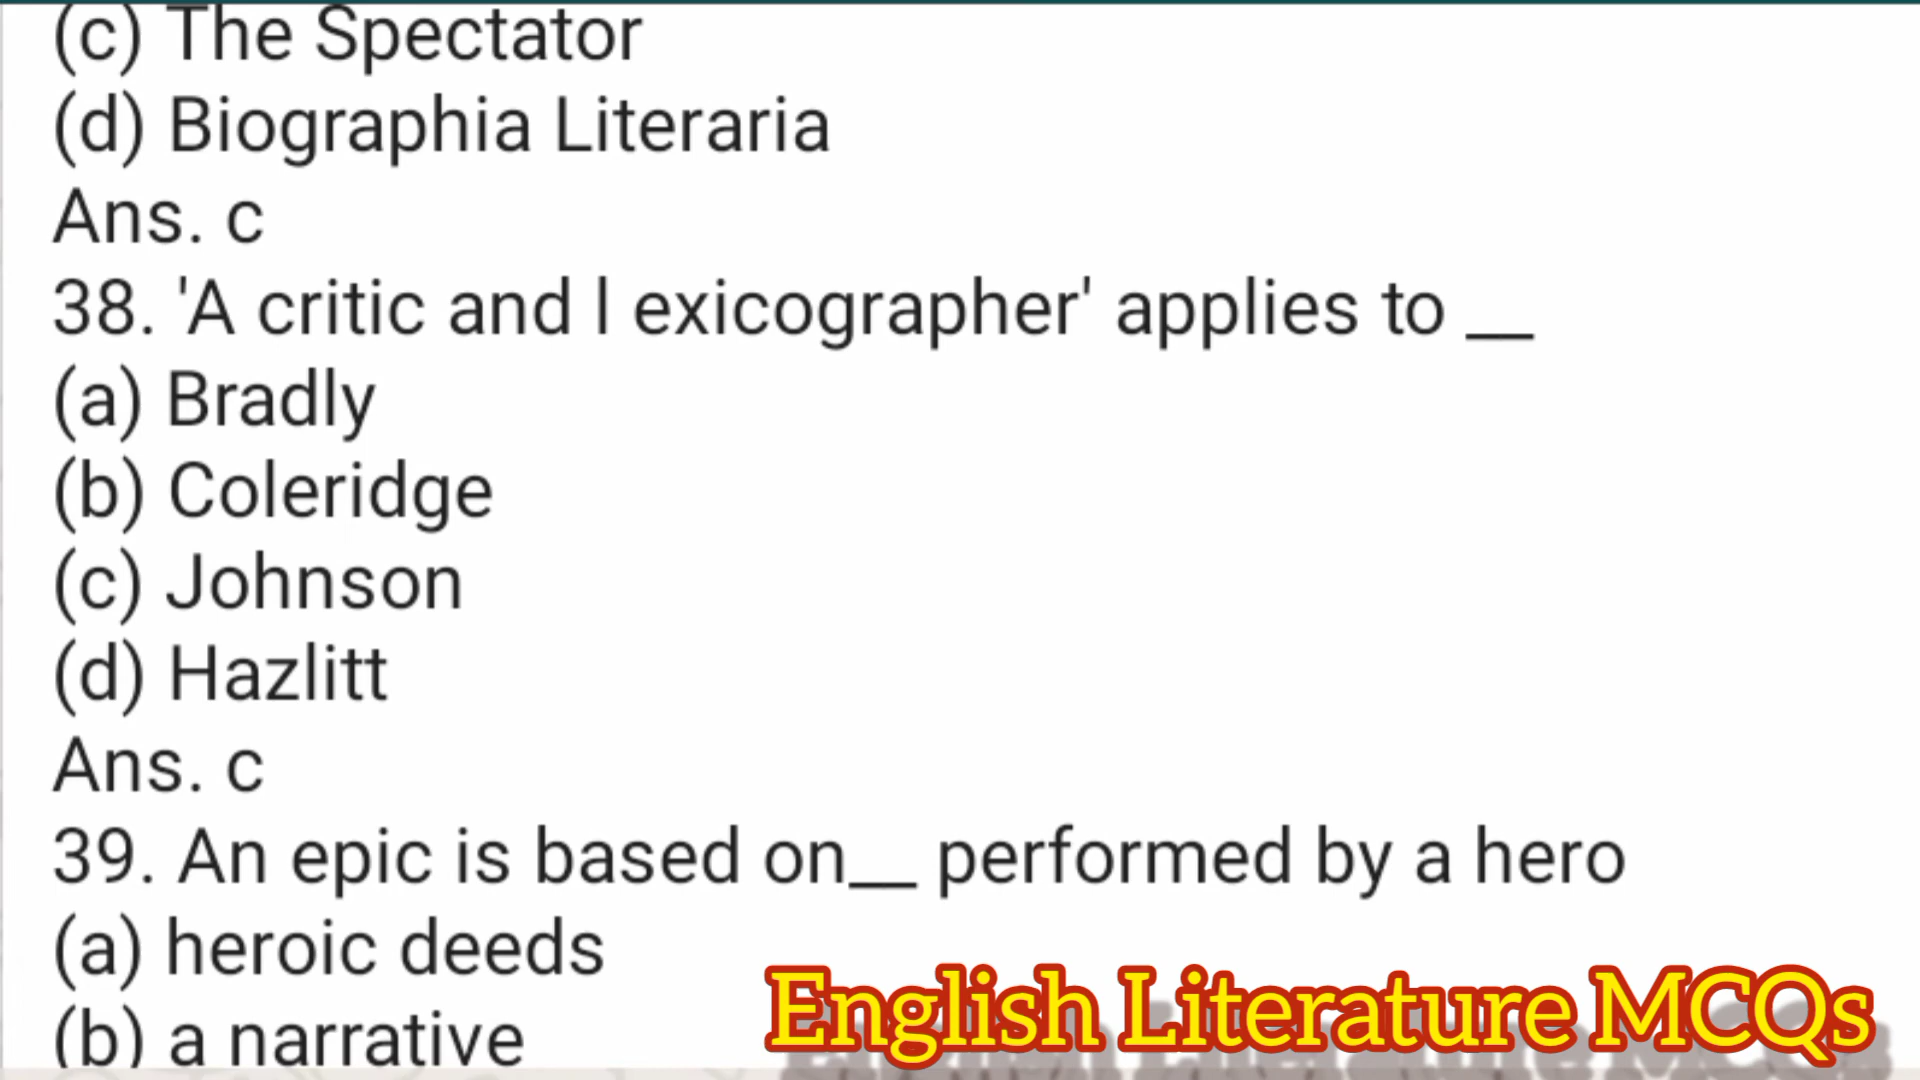 (c) The Spectator
(d) Biographia Literaria
Ans. c
38. 'A critic and l exicographer' applies to __
(a) Bradly
(b) Coleridge
(c) Johnson
(d) Hazlitt
Ans. c
39. An epic is based on__ performed by a hero
(a) heroic deeds
(b) a narrative
English Literature MCQs